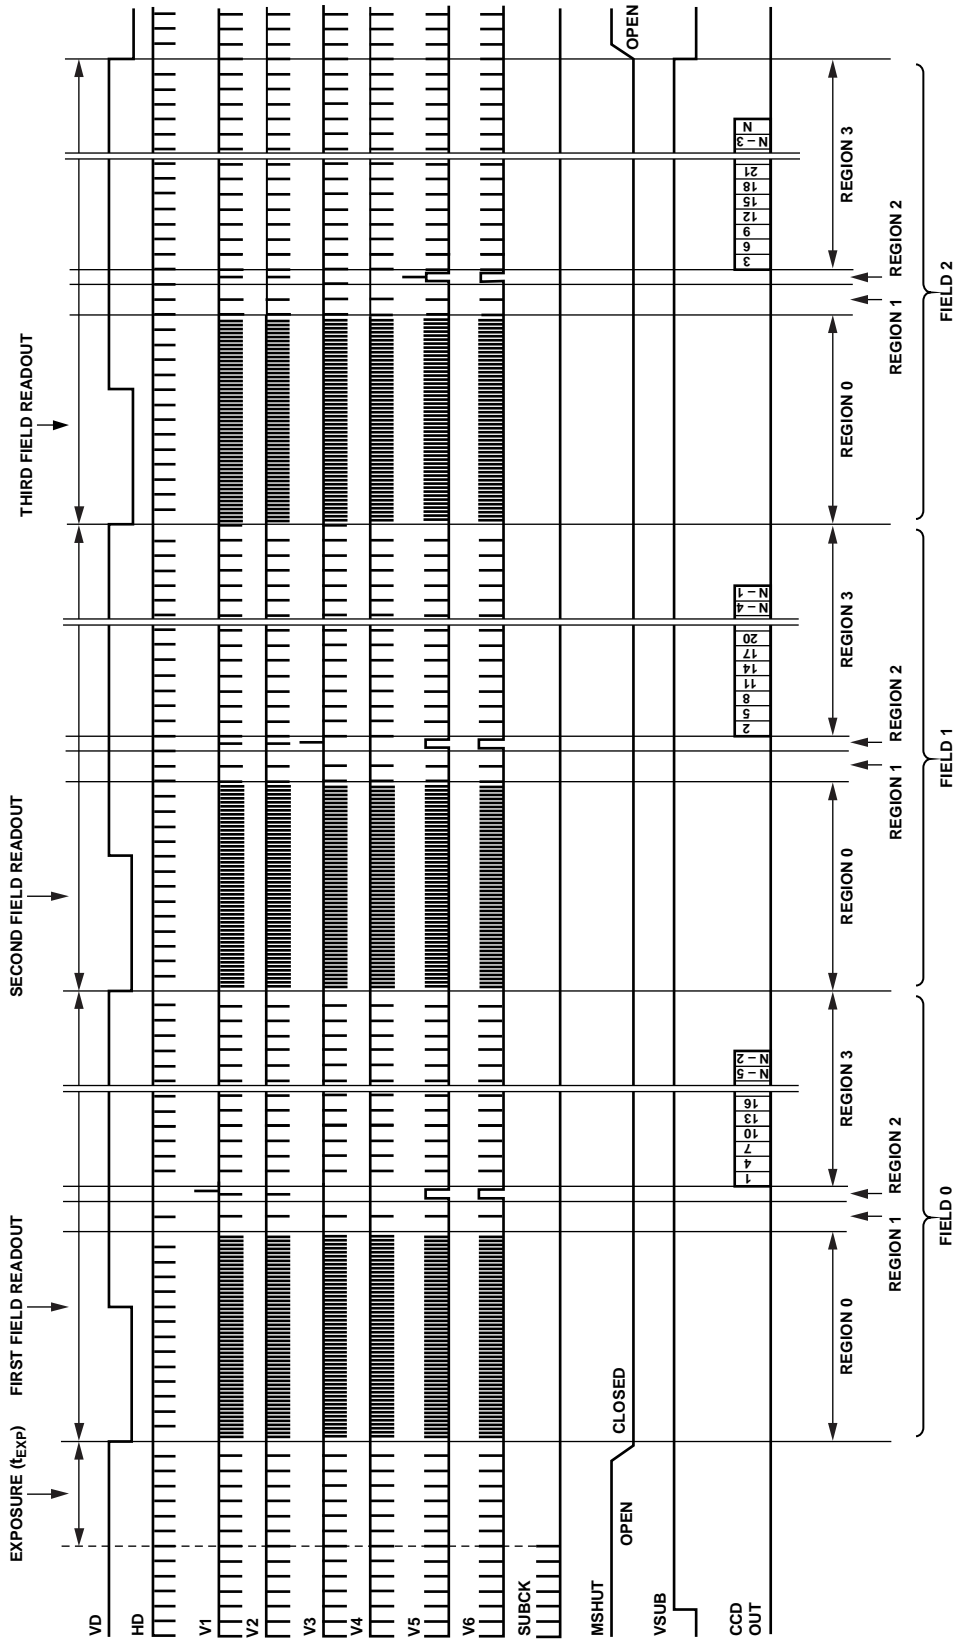 EXPOSURE (tEXP)
FIRST FIELD READOUT
SECOND FIELD READOUT
THIRD FIELD READOUT
VD
HD
V1
V2
V3
V4
V5
V6
SUBCK
MSHUT
OPEN
CLOSED
OPEN
VSUB
CCD
OUT
1 4 7 10 13 16 N – 5 N – 2
2 5 8 11 14 17 20 N – 4 N – 1
3 6 9 12 15 18 21 N – 3 N
REGION 0
REGION 3
REGION 0
REGION 3
REGION 0
REGION 3
REGION 1
REGION 2
REGION 1
REGION 2
REGION 1
REGION 2
FIELD 0
FIELD 1
FIELD 2